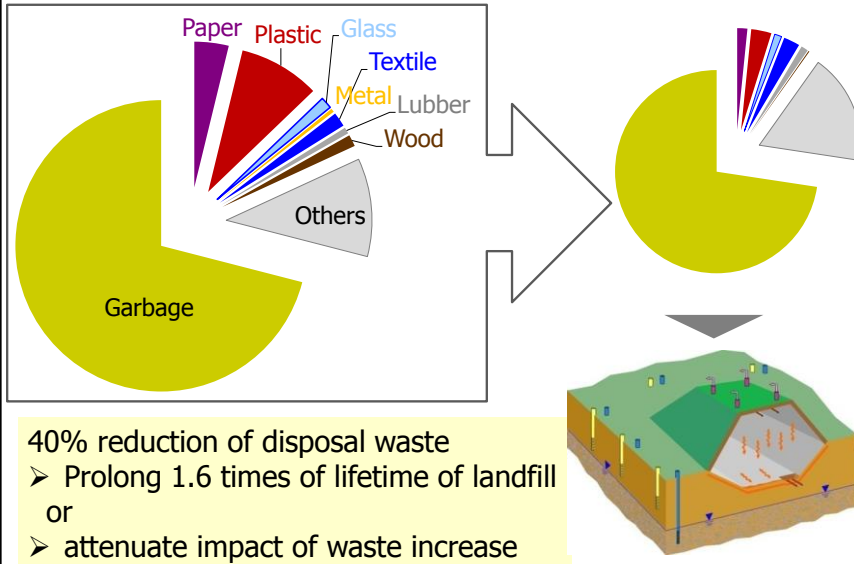 Paper
Plastic
Glass
Textile
Metal
Lubber
Wood
Others
Garbage
40% reduction of disposal waste
➢ Prolong 1.6 times of lifetime of landfill
or
➢ attenuate impact of waste increase